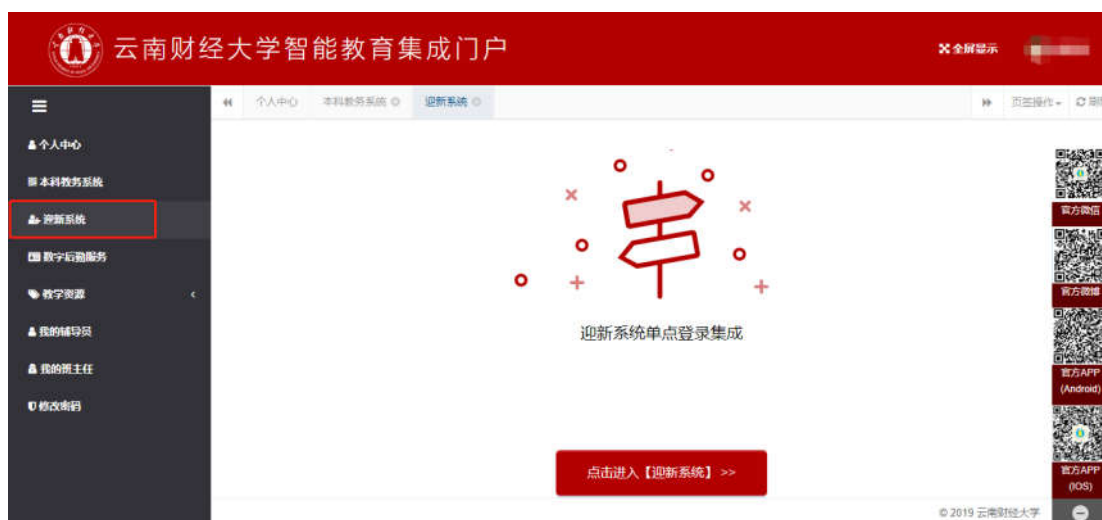 云南财经大学智能教育集成门户
全屏显示
个人中心 本科教务系统 迎新系统
页签操作
个人中心
本科教务系统
迎新系统
数字后勤服务
教学资源
我的辅导员
我的班主任
修改密码
迎新系统单点登录集成
点击进入【迎新系统】 >>
官方微信
官方微博
官方APP
(Android)
官方APP
(IOS)
© 2019 云南财经大学